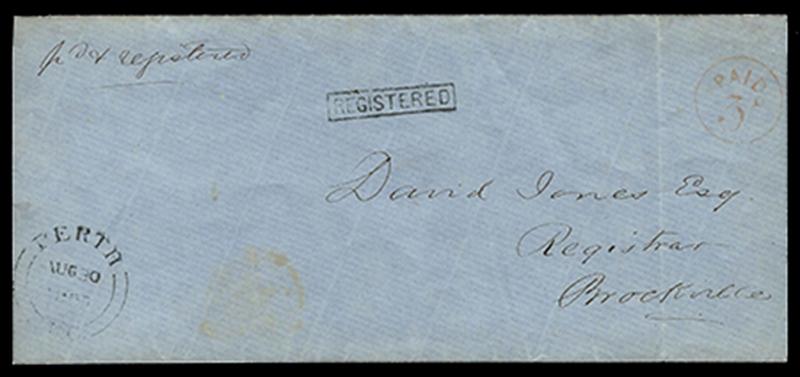 pd & registered
REGISTERED
PAID
3
David Jones Esq.
Registrar
Brockville
PERTH
AUG 30